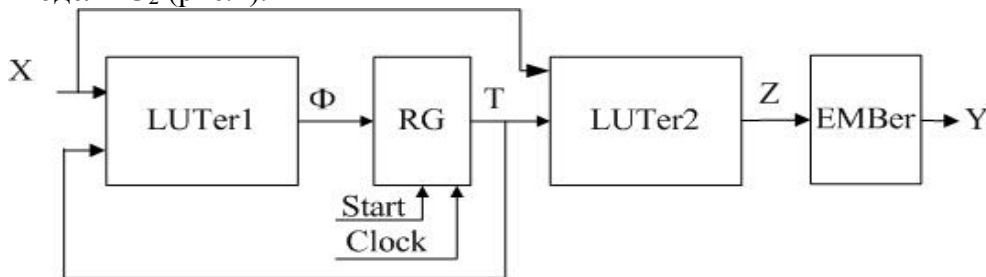 X
LUTer1
Φ
RG
T
LUTer2
Z
EMBer
Y
Start
Clock